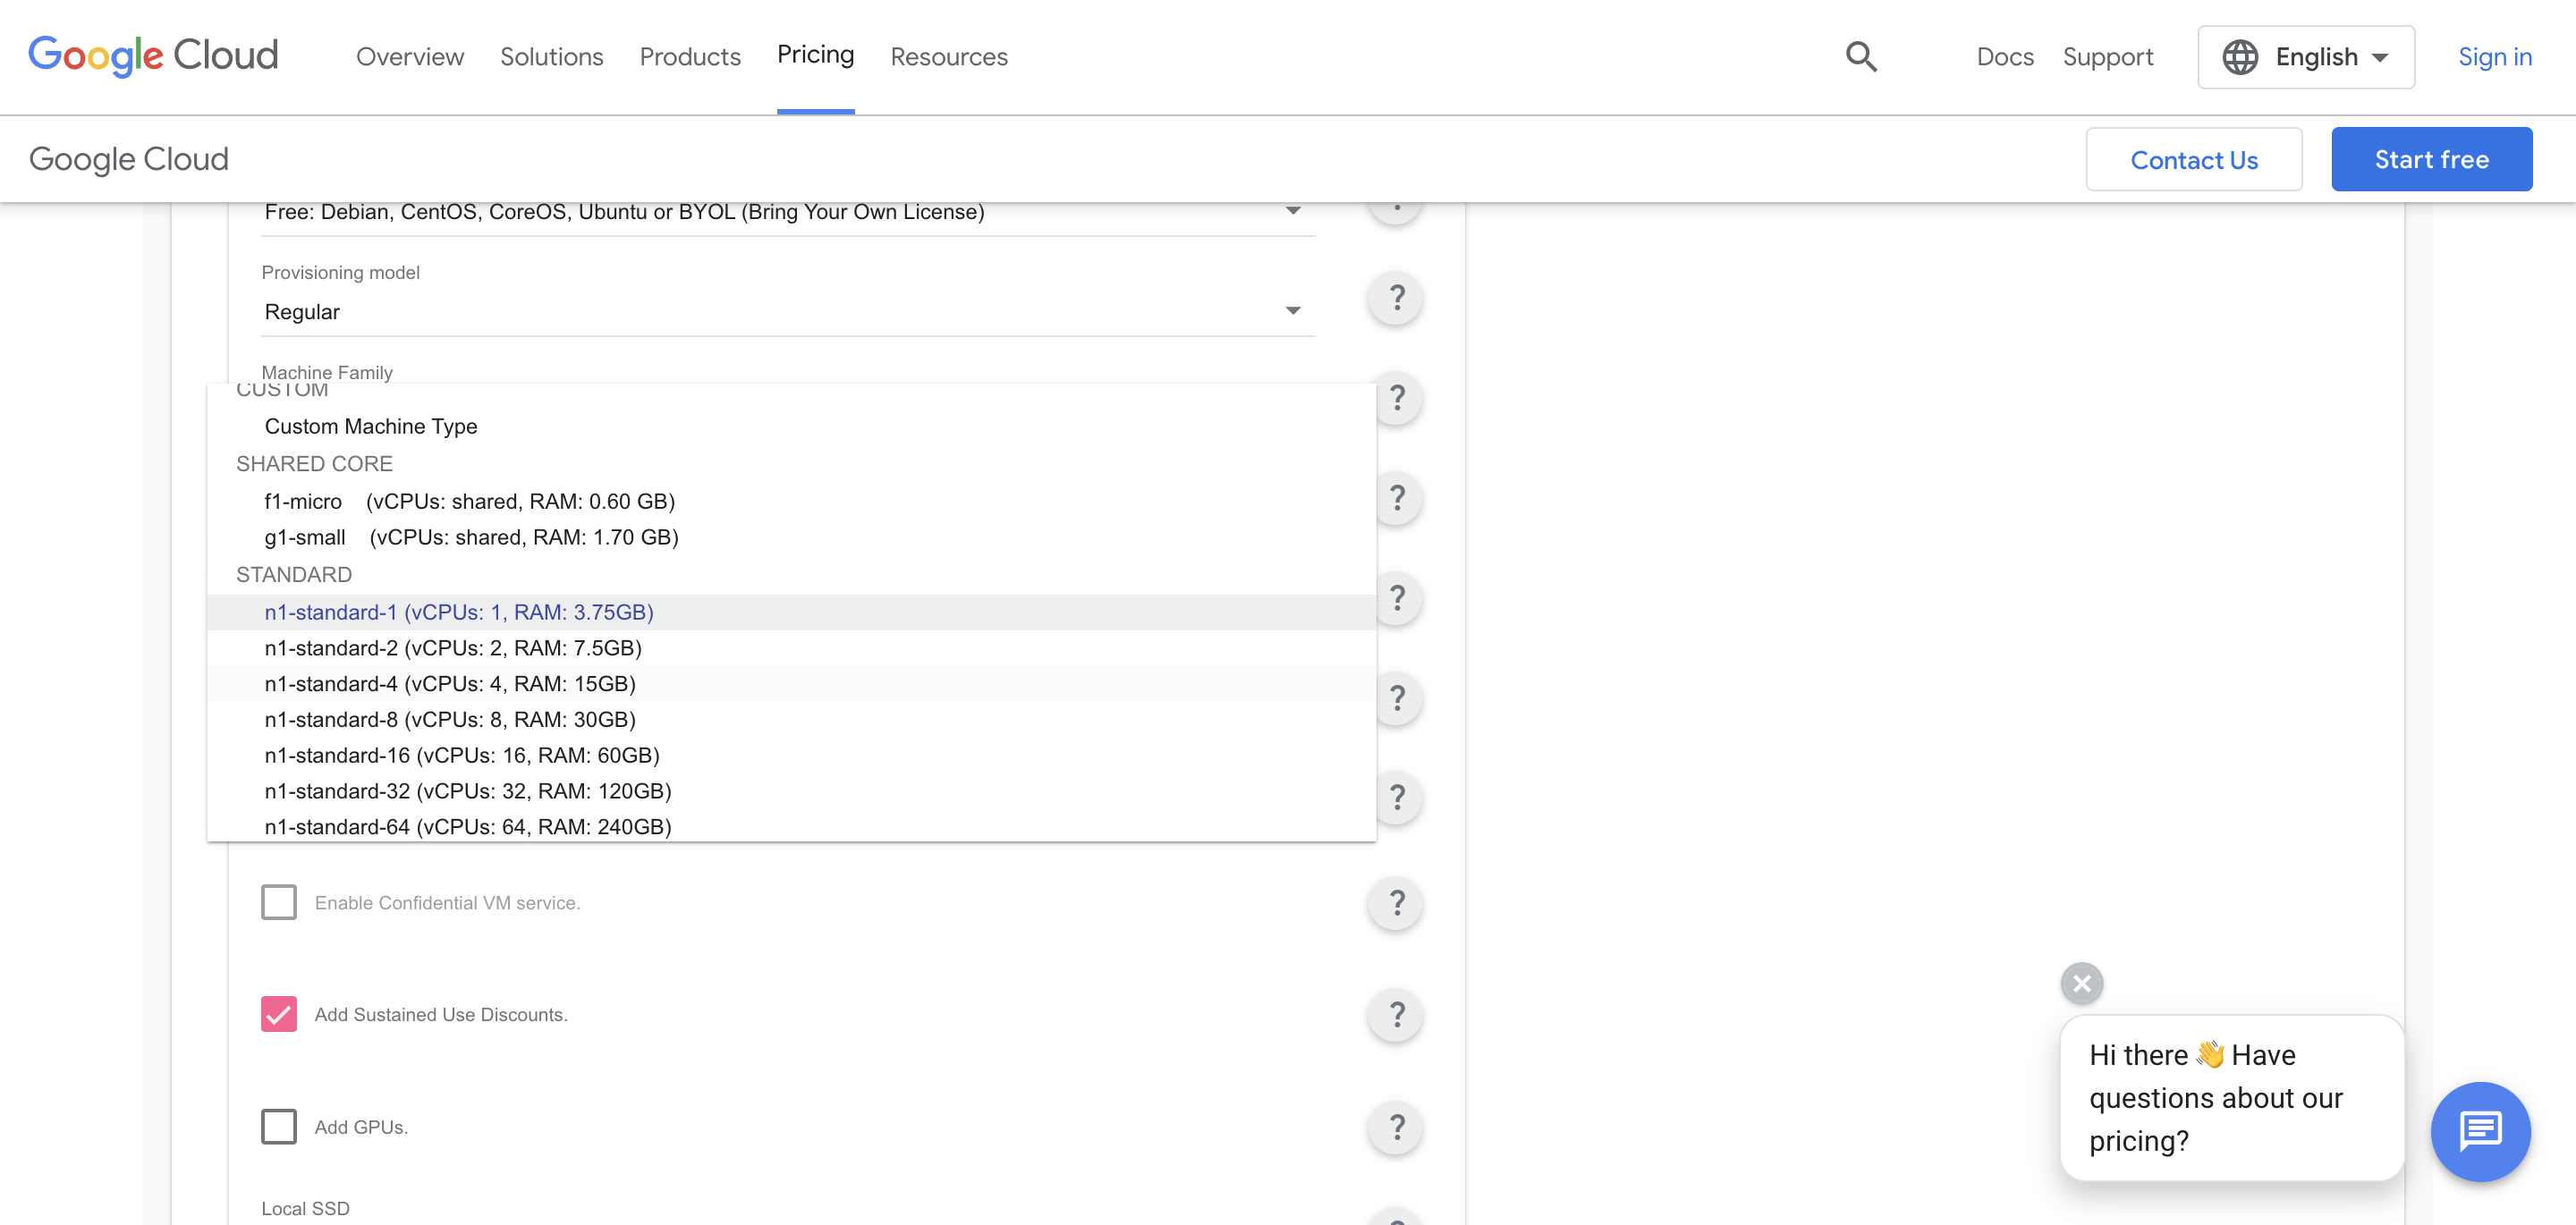 Google Cloud Overview Solutions Products Pricing Resources Docs Support English Sign in
Google Cloud Contact Us Start free
Free: Debian, CentOS, CoreOS, Ubuntu or BYOL (Bring Your Own License) ?
Provisioning model
Regular ?
Machine Family ?
CUSTOM
Custom Machine Type
SHARED CORE
f1-micro (vCPUs: shared, RAM: 0.60 GB) ?
g1-small (vCPUs: shared, RAM: 1.70 GB)
STANDARD
n1-standard-1 (vCPUs: 1, RAM: 3.75GB) ?
n1-standard-2 (vCPUs: 2, RAM: 7.5GB)
n1-standard-4 (vCPUs: 4, RAM: 15GB) ?
n1-standard-8 (vCPUs: 8, RAM: 30GB)
n1-standard-16 (vCPUs: 16, RAM: 60GB)
n1-standard-32 (vCPUs: 32, RAM: 120GB) ?
n1-standard-64 (vCPUs: 64, RAM: 240GB)
Enable Confidential VM service. ?
Add Sustained Use Discounts. ?
Add GPUs. ?
Local SSD ?
Hi there 👋 Have
questions about our
pricing?